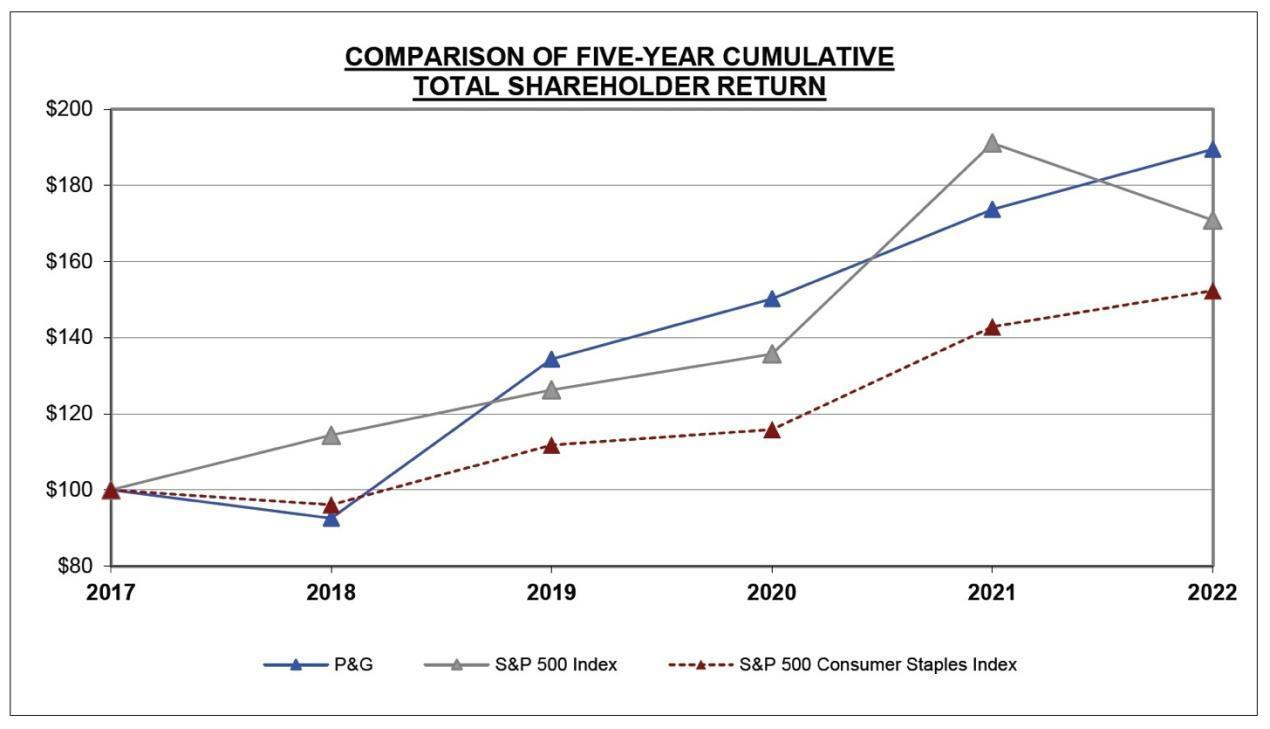 COMPARISON OF FIVE-YEAR CUMULATIVE
TOTAL SHAREHOLDER RETURN
$200
$180
$160
$140
$120
$100
$80
2017 2018 2019 2020 2021 2022
P&G S&P 500 Index S&P 500 Consumer Staples Index